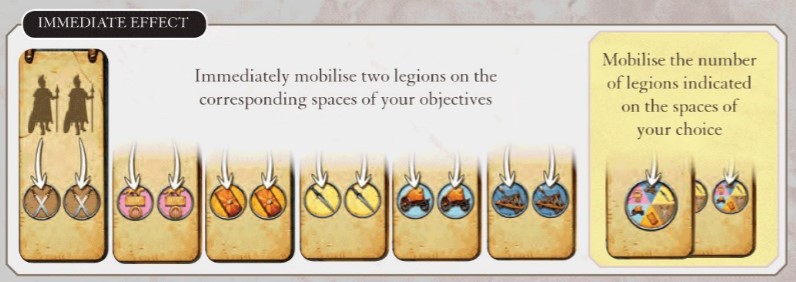 IMMEDIATE EFFECT
Immediately mobilise two legions on the
corresponding spaces of your objectives
Mobilise the number
of legions indicated
on the spaces of
your choice